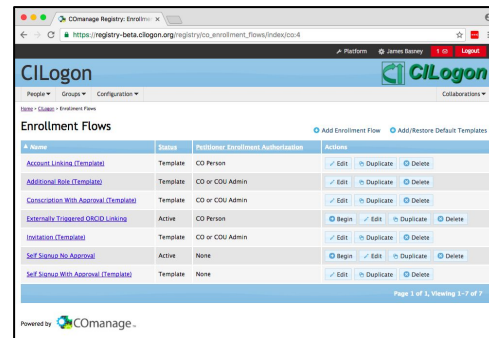 COmanage Registry: Enrollme
https://registry-beta.cilogon.org/registry/co_enrollment_flows/index/co:4
Platform James Basney 1 Logout
CILogon CILogon
People Groups Configuration Collaborations
Home > CILogon > Enrollment Flows
Enrollment Flows
Add Enrollment Flow Add/Restore Default Templates
Name Status Petitioner Enrollment Authorization Actions
Account Linking (Template) Template CO Person Edit Duplicate Delete
Additional Role (Template) Template CO or COU Admin Edit Duplicate Delete
Conscription With Approval (Template) Template CO or COU Admin Edit Duplicate Delete
Externally Triggered ORCID Linking Active CO Person Begin Edit Duplicate Delete
Invitation (Template) Template CO or COU Admin Edit Duplicate Delete
Self Signup No Approval Active None Begin Edit Duplicate Delete
Self Signup With Approval (Template) Template None Edit Duplicate Delete
Page 1 of 1, Viewing 1-7 of 7
Powered by COmanage